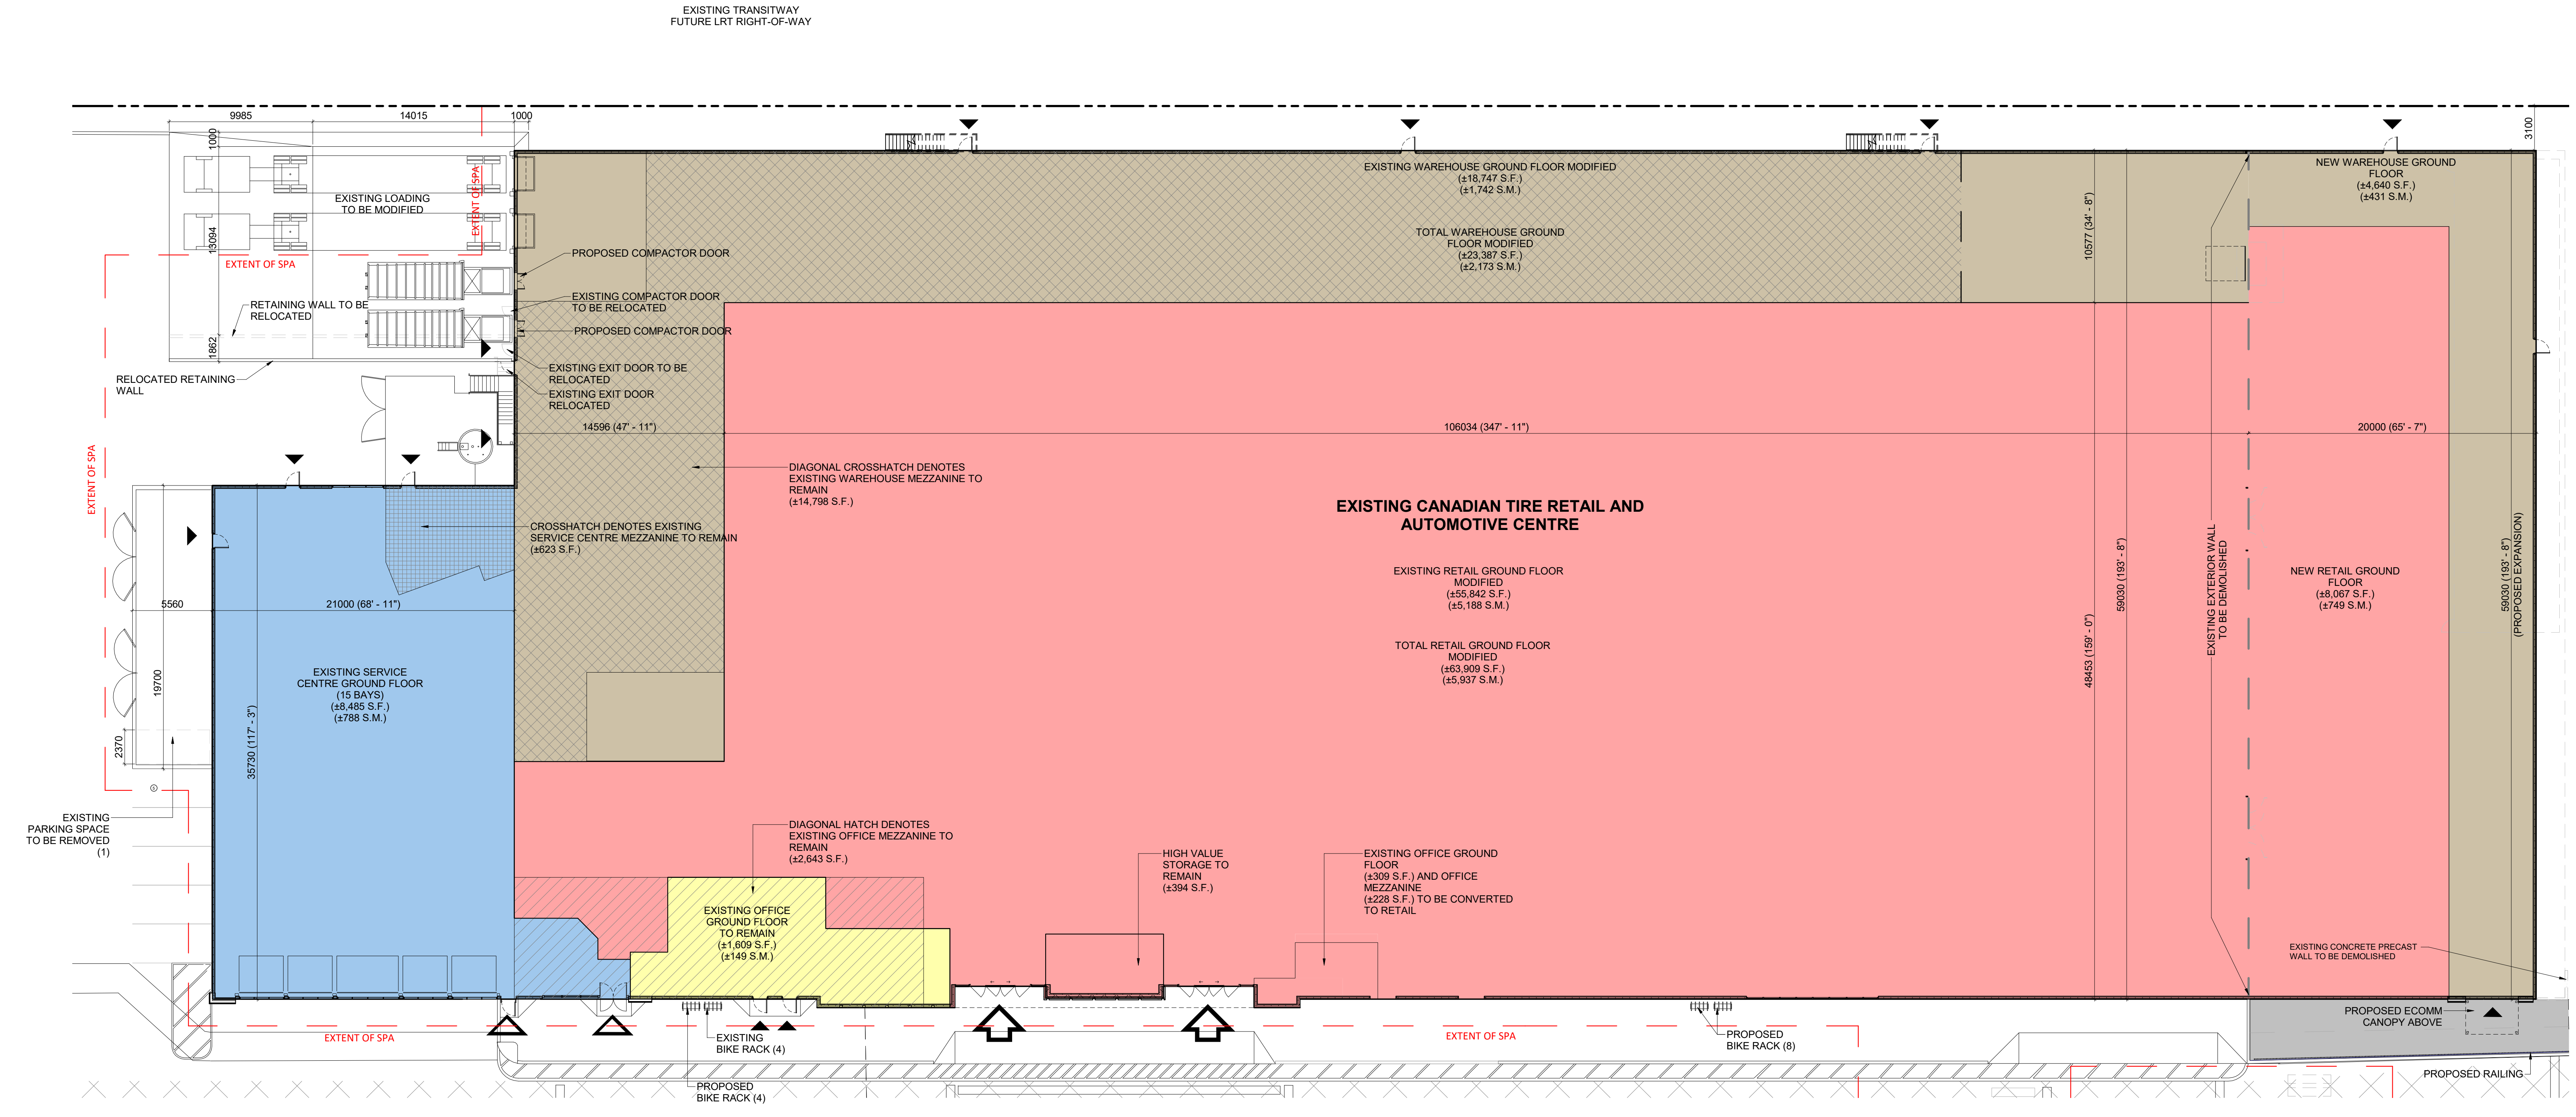 EXISTING TRANSITWAY
FUTURE LRT RIGHT-OF-WAY
9985
14015
1000
1000
3100
EXISTING LOADING
TO BE MODIFIED
EXTENT OF SPA
13094
EXTENT OF SPA
EXISTING WAREHOUSE GROUND FLOOR MODIFIED
(±18,747 S.F.)
(±1,742 S.M.)
TOTAL WAREHOUSE GROUND
FLOOR MODIFIED
(±23,387 S.F.)
(±2,173 S.M.)
10577 (34' - 8")
NEW WAREHOUSE GROUND
FLOOR
(±4,640 S.F.)
(±431 S.M.)
PROPOSED COMPACTOR DOOR
EXISTING COMPACTOR DOOR
TO BE RELOCATED
PROPOSED COMPACTOR DOOR
RETAINING WALL TO BE
RELOCATED
1862
RELOCATED RETAINING
WALL
EXISTING EXIT DOOR TO BE
RELOCATED
EXISTING EXIT DOOR
RELOCATED
14596 (47' - 11")
106034 (347' - 11")
20000 (65' - 7")
EXTENT OF SPA
DIAGONAL CROSSHATCH DENOTES
EXISTING WAREHOUSE MEZZANINE TO
REMAIN
(±14,798 S.F.)
CROSSHATCH DENOTES EXISTING
SERVICE CENTRE MEZZANINE TO REMAIN
(±623 S.F.)
EXISTING CANADIAN TIRE RETAIL AND
AUTOMOTIVE CENTRE
EXISTING RETAIL GROUND FLOOR
MODIFIED
(±55,842 S.F.)
(±5,188 S.M.)
TOTAL RETAIL GROUND FLOOR
MODIFIED
(±63,909 S.F.)
(±5,937 S.M.)
48453 (159' - 0")
59030 (193' - 8")
EXISTING EXTERIOR WALL
TO BE DEMOLISHED
NEW RETAIL GROUND
FLOOR
(±8,067 S.F.)
(±749 S.M.)
59030 (193' - 8")
(PROPOSED EXPANSION)
5560
21000 (68' - 11")
19700
2370
EXISTING SERVICE
CENTRE GROUND FLOOR
(15 BAYS)
(±8,485 S.F.)
(±788 S.M.)
35730 (117' - 3")
EXISTING
PARKING SPACE
TO BE REMOVED
(1)
DIAGONAL HATCH DENOTES
EXISTING OFFICE MEZZANINE TO
REMAIN
(±2,643 S.F.)
EXISTING OFFICE
GROUND FLOOR
TO REMAIN
(±1,609 S.F.)
(±149 S.M.)
HIGH VALUE
STORAGE TO
REMAIN
(±394 S.F.)
EXISTING OFFICE GROUND
FLOOR
(±309 S.F.) AND OFFICE
MEZZANINE
(±228 S.F.) TO BE CONVERTED
TO RETAIL
EXISTING CONCRETE PRECAST
WALL TO BE DEMOLISHED
PROPOSED ECOMM
CANOPY ABOVE
EXTENT OF SPA
EXISTING
BIKE RACK (4)
EXTENT OF SPA
PROPOSED
BIKE RACK (8)
PROPOSED RAILING
PROPOSED
BIKE RACK (4)